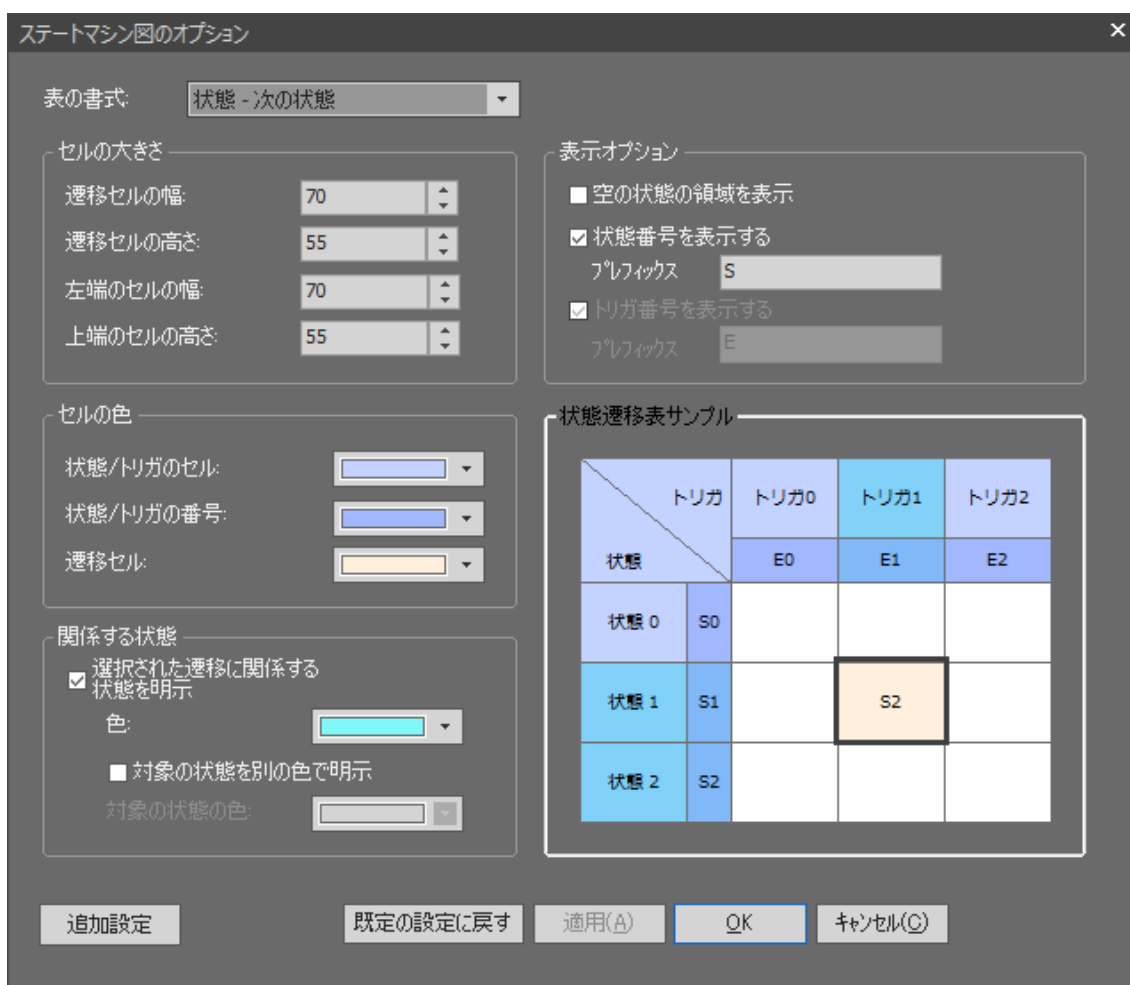 ステートマシン図のオプション
表の書式:
状態 - 次の状態
セルの大きさ
遷移セルの幅:
70
遷移セルの高さ:
55
左端のセルの幅:
70
上端のセルの高さ:
55
表示オプション
空の状態の領域を表示
状態番号を表示する
プレフィックス
S
トリガ番号を表示する
プレフィックス
E
セルの色
状態/トリガのセル:
状態/トリガの番号:
遷移セル:
関係する状態
選択された遷移に関係する
状態を明示
色:
対象の状態を別の色で明示
対象の状態の色:
状態遷移表サンプル
トリガ
状態
トリガ0
トリガ1
トリガ2
E0
E1
E2
状態 0
S0
状態 1
S1
S2
状態 2
S2
追加設定
既定の設定に戻す
適用(A)
OK
キャンセル(C)